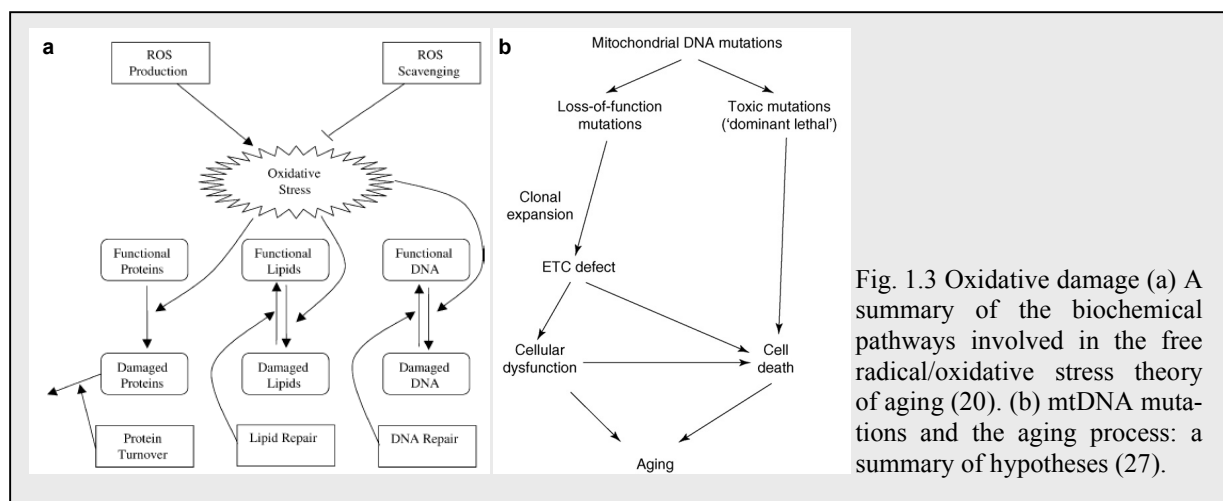 a
ROS
Production
ROS
Scavenging
Oxidative
Stress
Functional
Proteins
Functional
Lipids
Functional
DNA
Damaged
Proteins
Damaged
Lipids
Damaged
DNA
Protein
Turnover
Lipid Repair
DNA Repair
b
Mitochondrial DNA mutations
Loss-of-function
mutations
Toxic mutations
(‘dominant lethal’)
Clonal
expansion
ETC defect
Cellular
dysfunction
Cell
death
Aging
Fig. 1.3 Oxidative damage (a) A
summary of the biochemical
pathways involved in the free
radical/oxidative stress theory
of aging (20). (b) mtDNA muta-
tions and the aging process: a
summary of hypotheses (27).